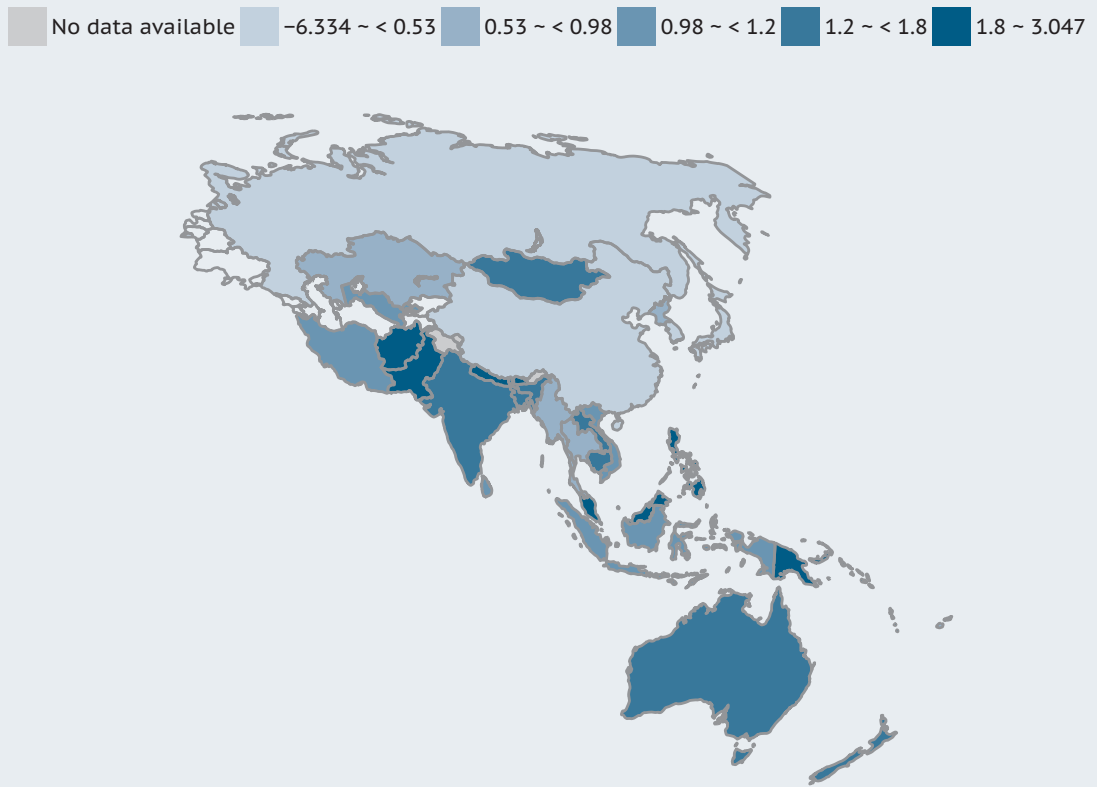 No data available −6.334 ~ < 0.53 0.53 ~ < 0.98 0.98 ~ < 1.2 1.2 ~ < 1.8 1.8 ~ 3.047